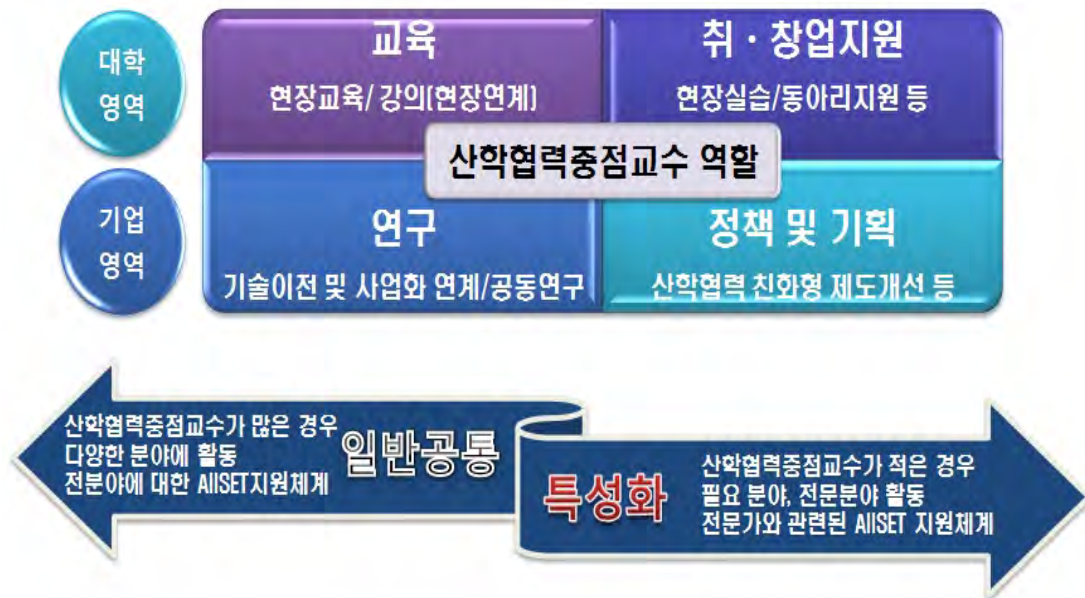 대학
영역
교육
현장교육/ 강의(현장연계)
취 · 창업지원
현장실습/동아리지원 등
산학협력중점교수 역할
기업
영역
연구
기술이전 및 사업화 연계/공동연구
정책 및 기획
산학협력 친화형 제도개선 등
산학협력중점교수가 많은 경우
다양한 분야에 활동
전분야에 대한 AIISET지원체계
일반공통
특성화
산학협력중점교수가 적은 경우
필요 분야, 전문분야 활동
전문가와 관련된 AIISET 지원체계